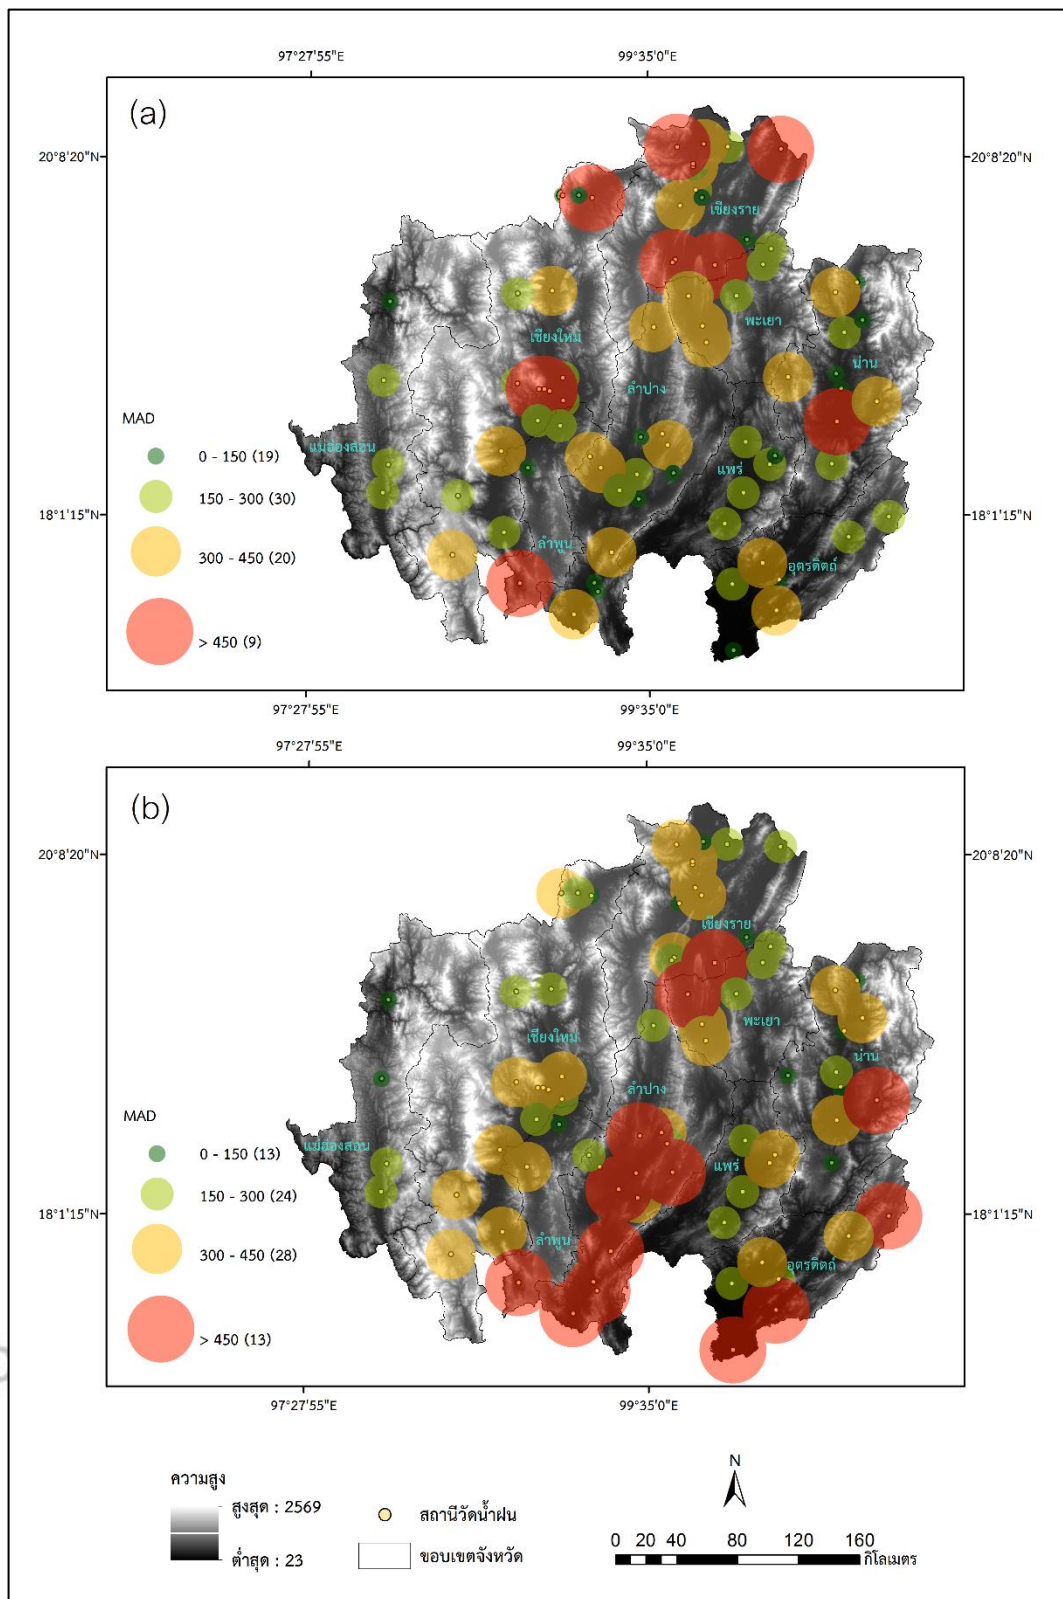 97°27'55"E
99°35'0"E
(a)
20°8'20"N
20°8'20"N
เชียงราย
พะเยา
เชียงใหม่
น่าน
ลำปาง
MAD
แม่ฮ่องสอน
0 - 150 (19)
แพร่
150 - 300 (30)
18°1'15"N
18°1'15"N
ลำพูน
300 - 450 (20)
อุตรดิตถ์
> 450 (9)
97°27'55"E
99°35'0"E
97°27'55"E
99°35'0"E
(b)
20°8'20"N
20°8'20"N
เชียงราย
พะเยา
เชียงใหม่
น่าน
ลำปาง
MAD
แม่ฮ่องสอน
0 - 150 (13)
แพร่
150 - 300 (24)
18°1'15"N
18°1'15"N
ลำพูน
300 - 450 (28)
อุตรดิตถ์
> 450 (13)
97°27'55"E
99°35'0"E
N
ความสูง
สูงสุด : 2569
สถานีวัดน้ำฝน
0 20 40 80 120 160
ต่ำสุด : 23
ขอบเขตจังหวัด
กิโลเมตร